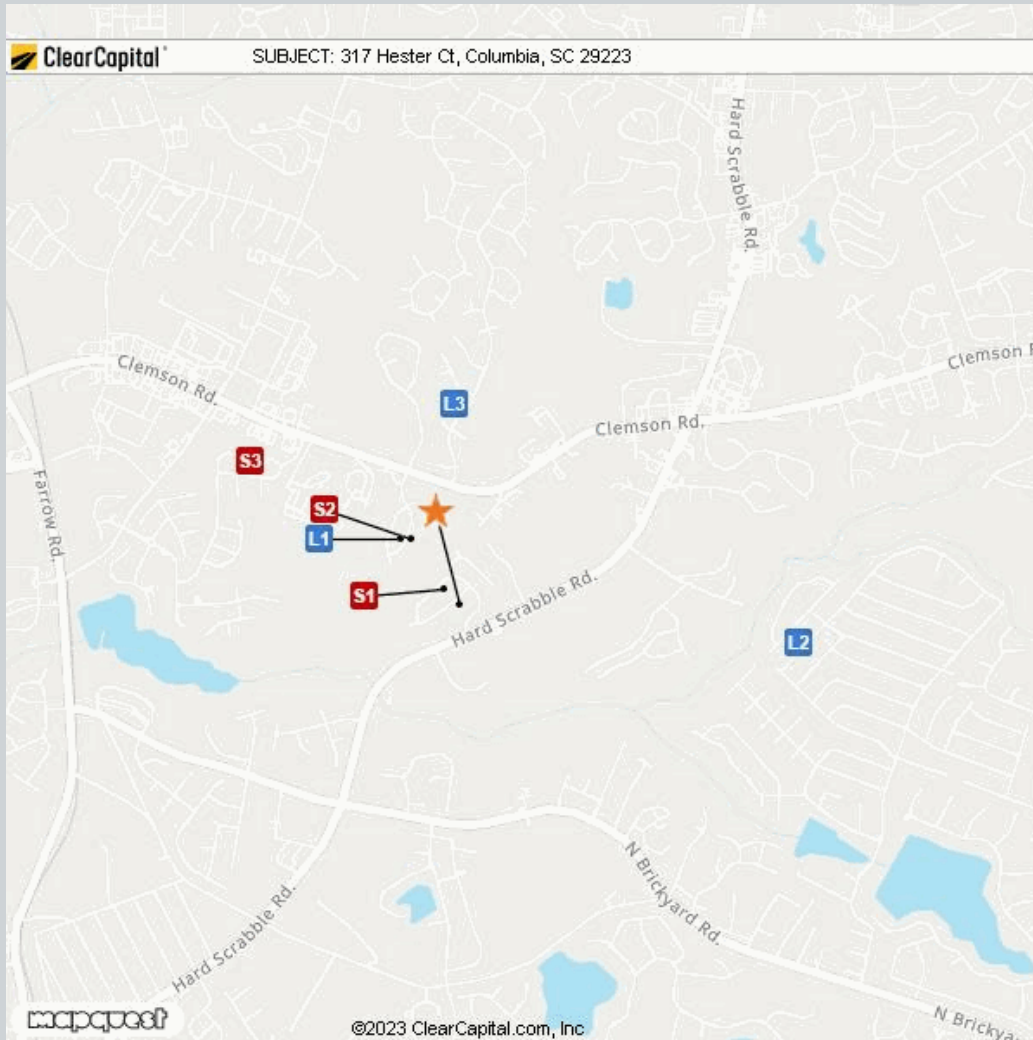 ClearCapital
SUBJECT: 317 Hester Ct, Columbia, SC 29223
Hard Scrabble Rd.
Clemson R
Clemson Rd.
L3
Clemson Rd.
S3
Farrow Rd.
S2
L1
S1
Hard Scrabble Rd.
L2
N Brickyard Rd.
Hard Scrabble Rd.
N Brickya
mapquest
©2023 ClearCapital.com, Inc